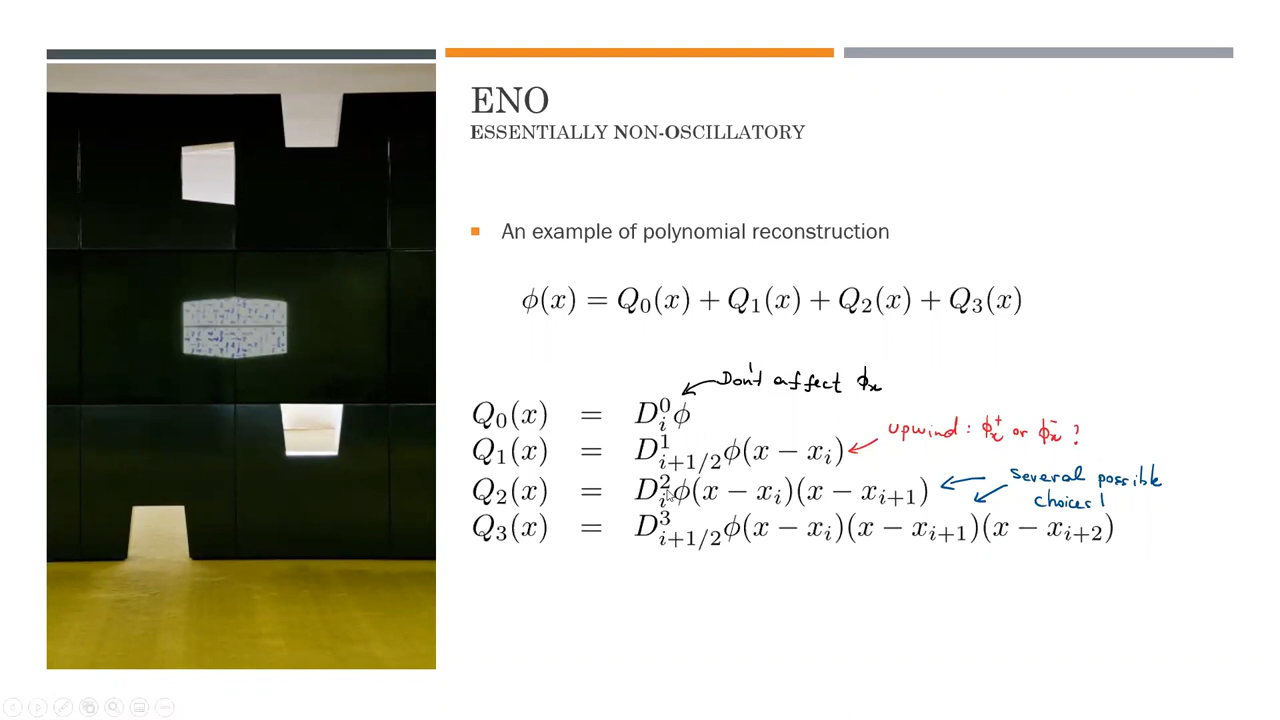 ENO
ESSENTIALLY NON-OSCILLATORY
An example of polynomial reconstruction
ϕ(x) = Q₀(x) + Q₁(x) + Q₂(x) + Q₃(x)
Don't affect ϕₓ
Q₀(x) = D⁰ᵢϕ
Q₁(x) = D¹ᵢ₊₁/₂ϕ(x − xᵢ)
upwind: ϕₓ⁺ or ϕₓ⁻ ?
Q₂(x) = D²ᵢϕ(x − xᵢ)(x − xᵢ₊₁)
Several possible
choices!
Q₃(x) = D³ᵢ₊₁/₂ϕ(x − xᵢ)(x − xᵢ₊₁)(x − xᵢ₊₂)